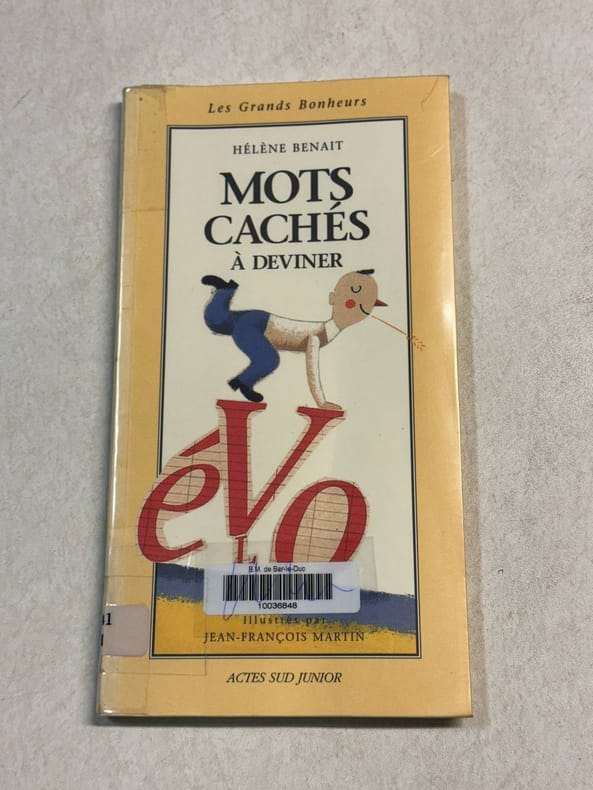 Les Grands Bonheurs
HÉLÈNE BENAIT
MOTS
CACHÉS
À DEVINER
éVo
L
B.M. de Bar-le-Duc
10036848
Illustrés par
JEAN-FRANÇOIS MARTIN
ACTES SUD JUNIOR